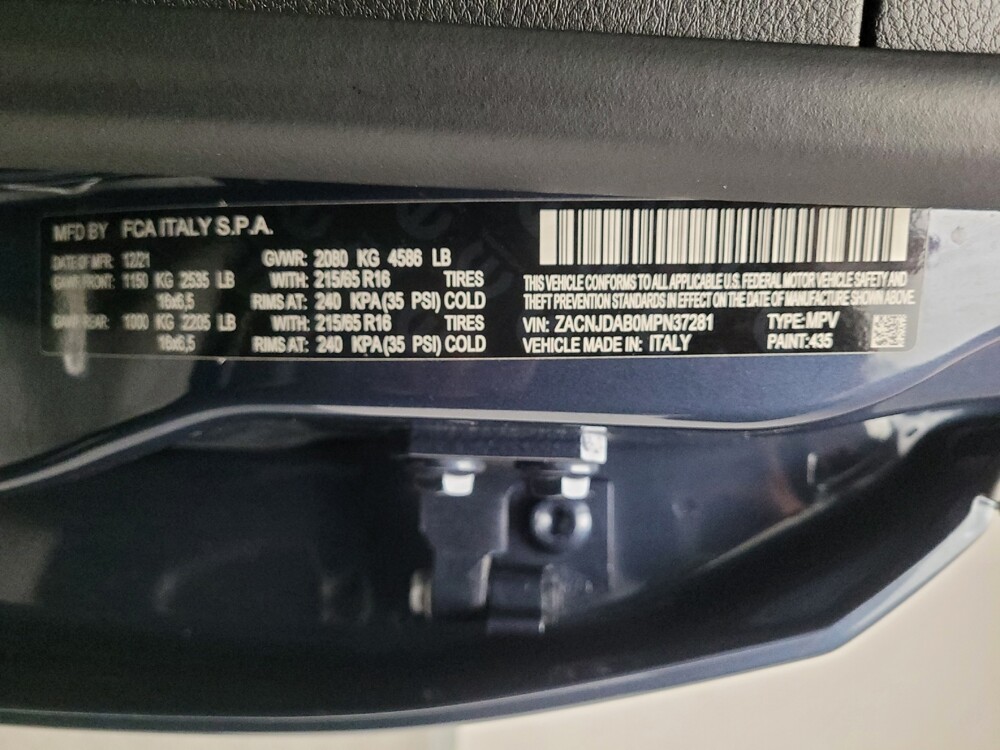 MFD BY FCA ITALY S.P.A.
DATE OF MFR: 12/21 GVWR: 2080 KG 4586 LB
GAWR FRONT: 1150 KG 2535 LB WITH: 215/65 R16 TIRES
16x6,5 RIMS AT: 240 KPA(35 PSI) COLD
GAWR REAR: 1000 KG 2205 LB WITH: 215/65 R16 TIRES
16x6,5 RIMS AT: 240 KPA(35 PSI) COLD
THIS VEHICLE CONFORMS TO ALL APPLICABLE U.S. FEDERAL MOTOR VEHICLE SAFETY AND
THEFT PREVENTION STANDARDS IN EFFECT ON THE DATE OF MANUFACTURE SHOWN ABOVE.
VIN: ZACNJDAB0MPN37281 TYPE: MPV
VEHICLE MADE IN: ITALY PAINT: 435